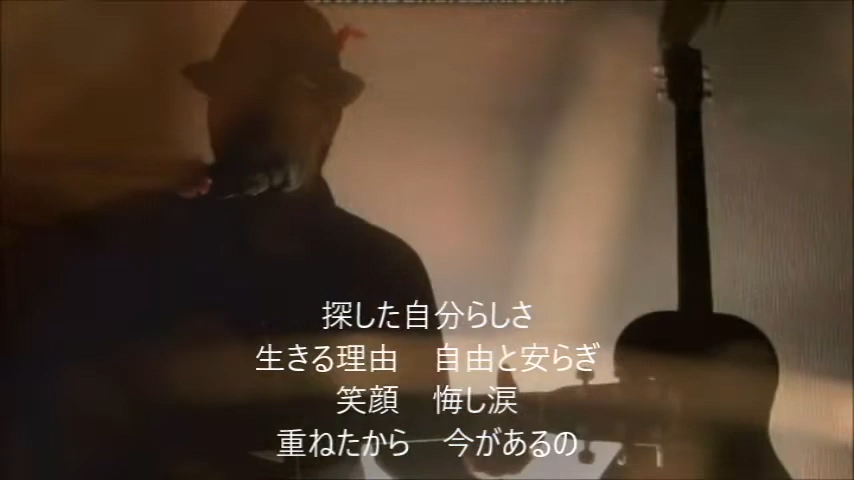 探した自分らしさ
生きる理由　自由と安らぎ
笑顔　悔し涙
重ねたから　今があるの